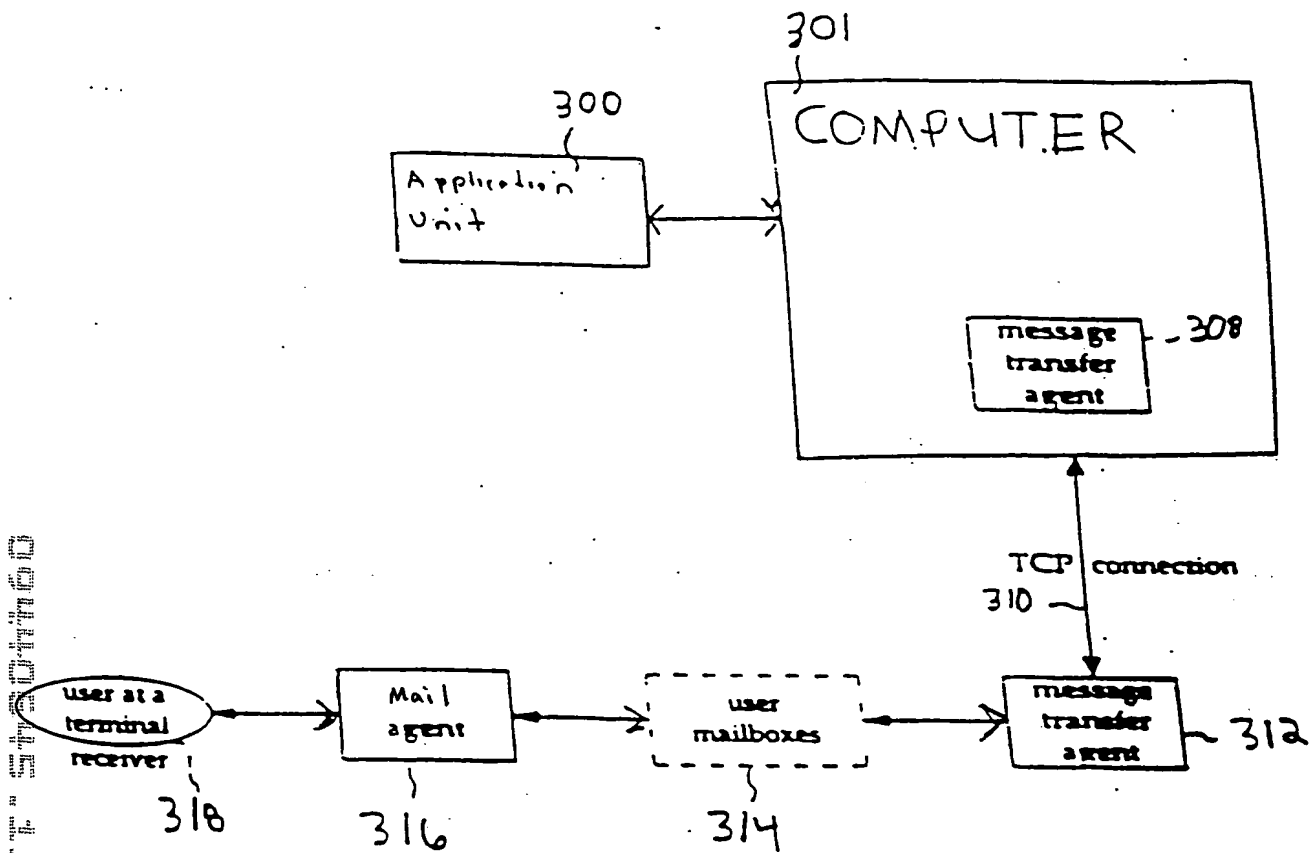 301
COMPUTER
300
Application
Unit
message
transfer
agent
308
TCP connection
310
user at a
terminal
receiver
Mail
agent
user
mailboxes
message
transfer
agent
312
318
316
314